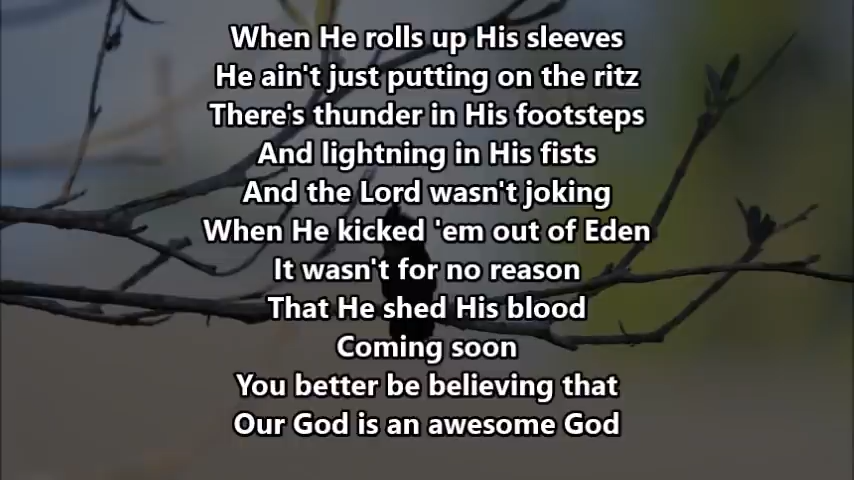 When He rolls up His sleeves
He ain't just putting on the ritz
There's thunder in His footsteps
And lightning in His fists
And the Lord wasn't joking
When He kicked 'em out of Eden
It wasn't for no reason
That He shed His blood
Coming soon
You better be believing that
Our God is an awesome God